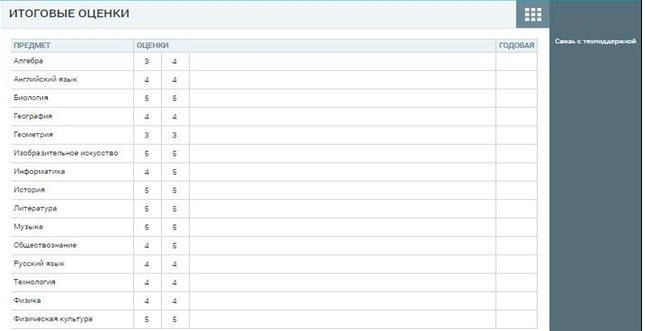 ИТОГОВЫЕ ОЦЕНКИ
Связь с техподдержкой
ПРЕДМЕТ ОЦЕНКИ ГОДОВАЯ
Алгебра 3 4
Английский язык 4 4
Биология 5 5
География 4 4
Геометрия 3 3
Изобразительное искусство 5 5
Информатика 4 5
История 5 5
Литература 5 5
Музыка 5 5
Обществознание 4 5
Русский язык 4 4
Технология 4 4
Физика 4 4
Физическая культура 5 5